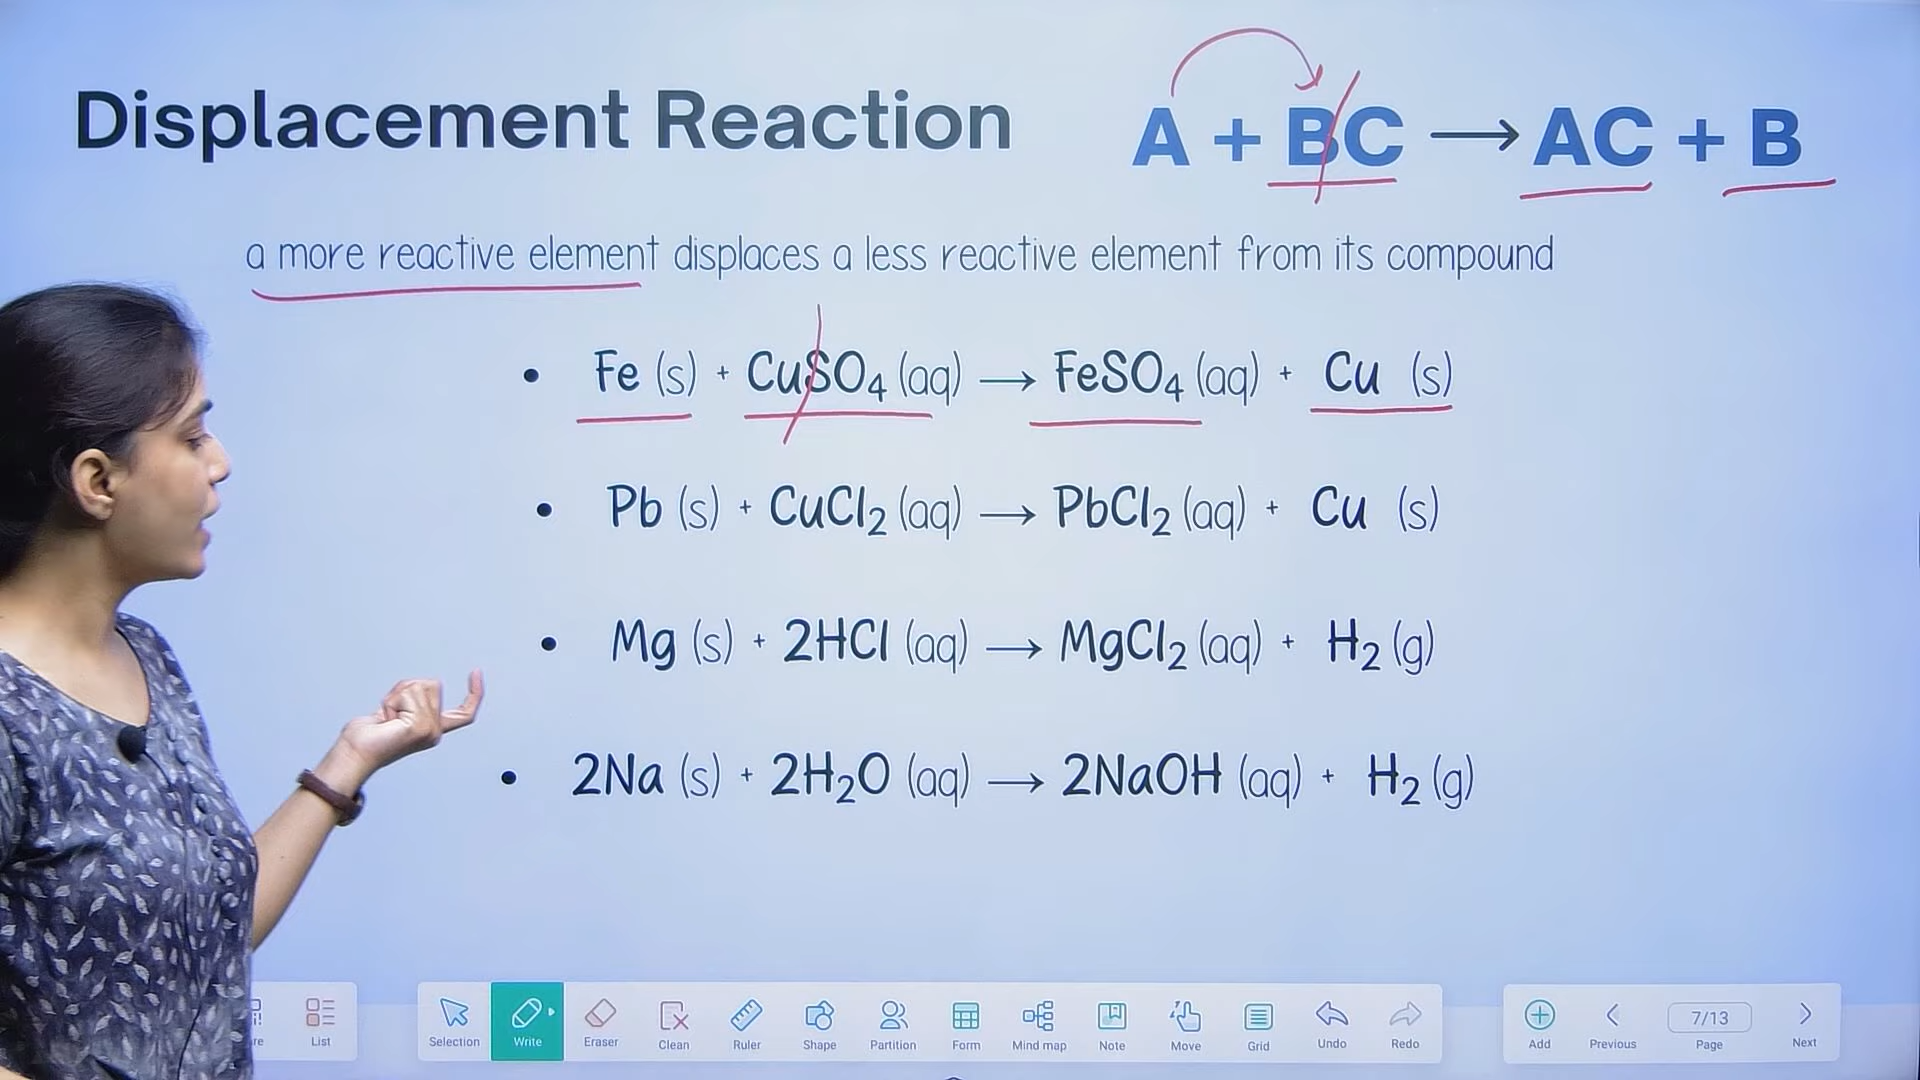 Displacement Reaction
A + BC ⟶ AC + B
a more reactive element displaces a less reactive element from its compound
• Fe (s) + CuSO₄ (aq) ⟶ FeSO₄ (aq) + Cu (s)
• Pb (s) + CuCl₂ (aq) ⟶ PbCl₂ (aq) + Cu (s)
• Mg (s) + 2HCl (aq) ⟶ MgCl₂ (aq) + H₂ (g)
• 2Na (s) + 2H₂O (aq) ⟶ 2NaOH (aq) + H₂ (g)
List Selection Write Eraser Clean Ruler Shape Partition Form Mind map Note Move Grid Undo Redo Add Previous 7/13 Page Next